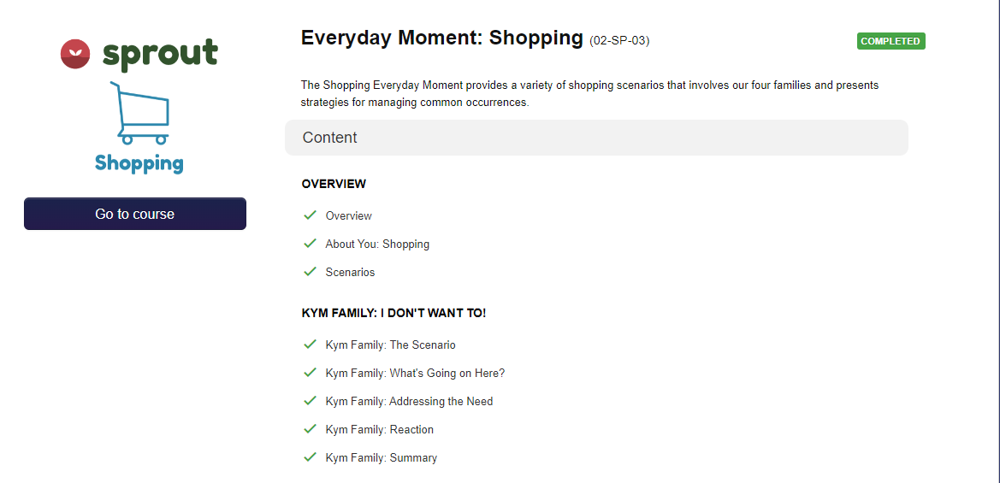 sprout
Shopping
Go to course
Everyday Moment: Shopping (02-SP-03)
COMPLETED
The Shopping Everyday Moment provides a variety of shopping scenarios that involves our four families and presents
strategies for managing common occurrences.
Content
OVERVIEW
Overview
About You: Shopping
Scenarios
KYM FAMILY: I DON'T WANT TO!
Kym Family: The Scenario
Kym Family: What's Going on Here?
Kym Family: Addressing the Need
Kym Family: Reaction
Kym Family: Summary